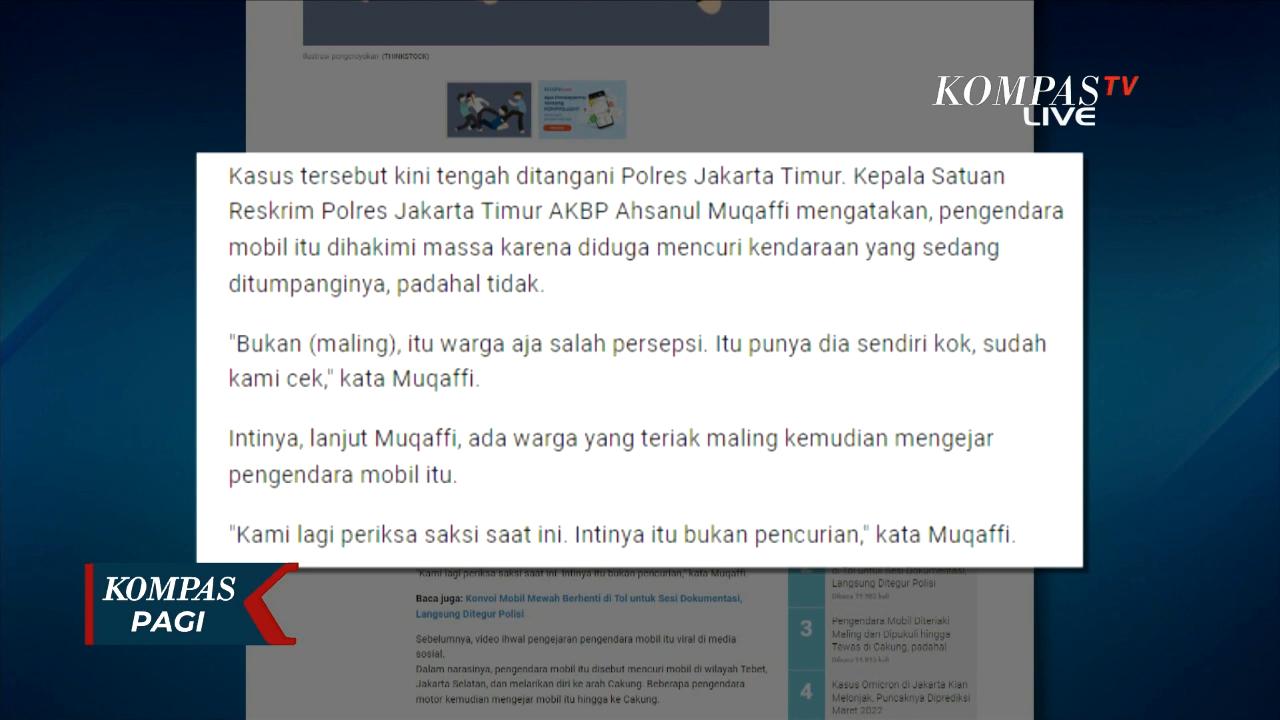 Ilustrasi pengeroyokan (THINKSTOCK)
KOMPAS TV
LIVE
Kasus tersebut kini tengah ditangani Polres Jakarta Timur. Kepala Satuan
Reskrim Polres Jakarta Timur AKBP Ahsanul Muqaffi mengatakan, pengendara
mobil itu dihakimi massa karena diduga mencuri kendaraan yang sedang
ditumpanginya, padahal tidak.
"Bukan (maling), itu warga aja salah persepsi. Itu punya dia sendiri kok, sudah
kami cek," kata Muqaffi.
Intinya, lanjut Muqaffi, ada warga yang teriak maling kemudian mengejar
pengendara mobil itu.
"Kami lagi periksa saksi saat ini. Intinya itu bukan pencurian," kata Muqaffi.
"Kami lagi periksa saksi saat ini. Intinya itu bukan pencurian," kata Muqaffi.
Baca juga: Konvoi Mobil Mewah Berhenti di Tol untuk Sesi Dokumentasi,
Langsung Ditegur Polisi
Sebelumnya, video ihwal pengejaran pengendara mobil itu viral di media
sosial.
Dalam narasinya, pengendara mobil itu disebut mencuri mobil di wilayah Tebet,
Jakarta Selatan, dan melarikan diri ke arah Cakung. Beberapa pengendara
motor kemudian mengejar mobil itu hingga ke Cakung.
di Tol untuk Sesi Dokumentasi,
Langsung Ditegur Polisi
3
Pengendara Mobil Diteriaki
Maling dan Dipukuli hingga
Tewas di Cakung, padahal
4
Kasus Omicron di Jakarta Kian
Melonjak, Puncaknya Diprediksi
Maret 2022
KOMPAS
PAGI